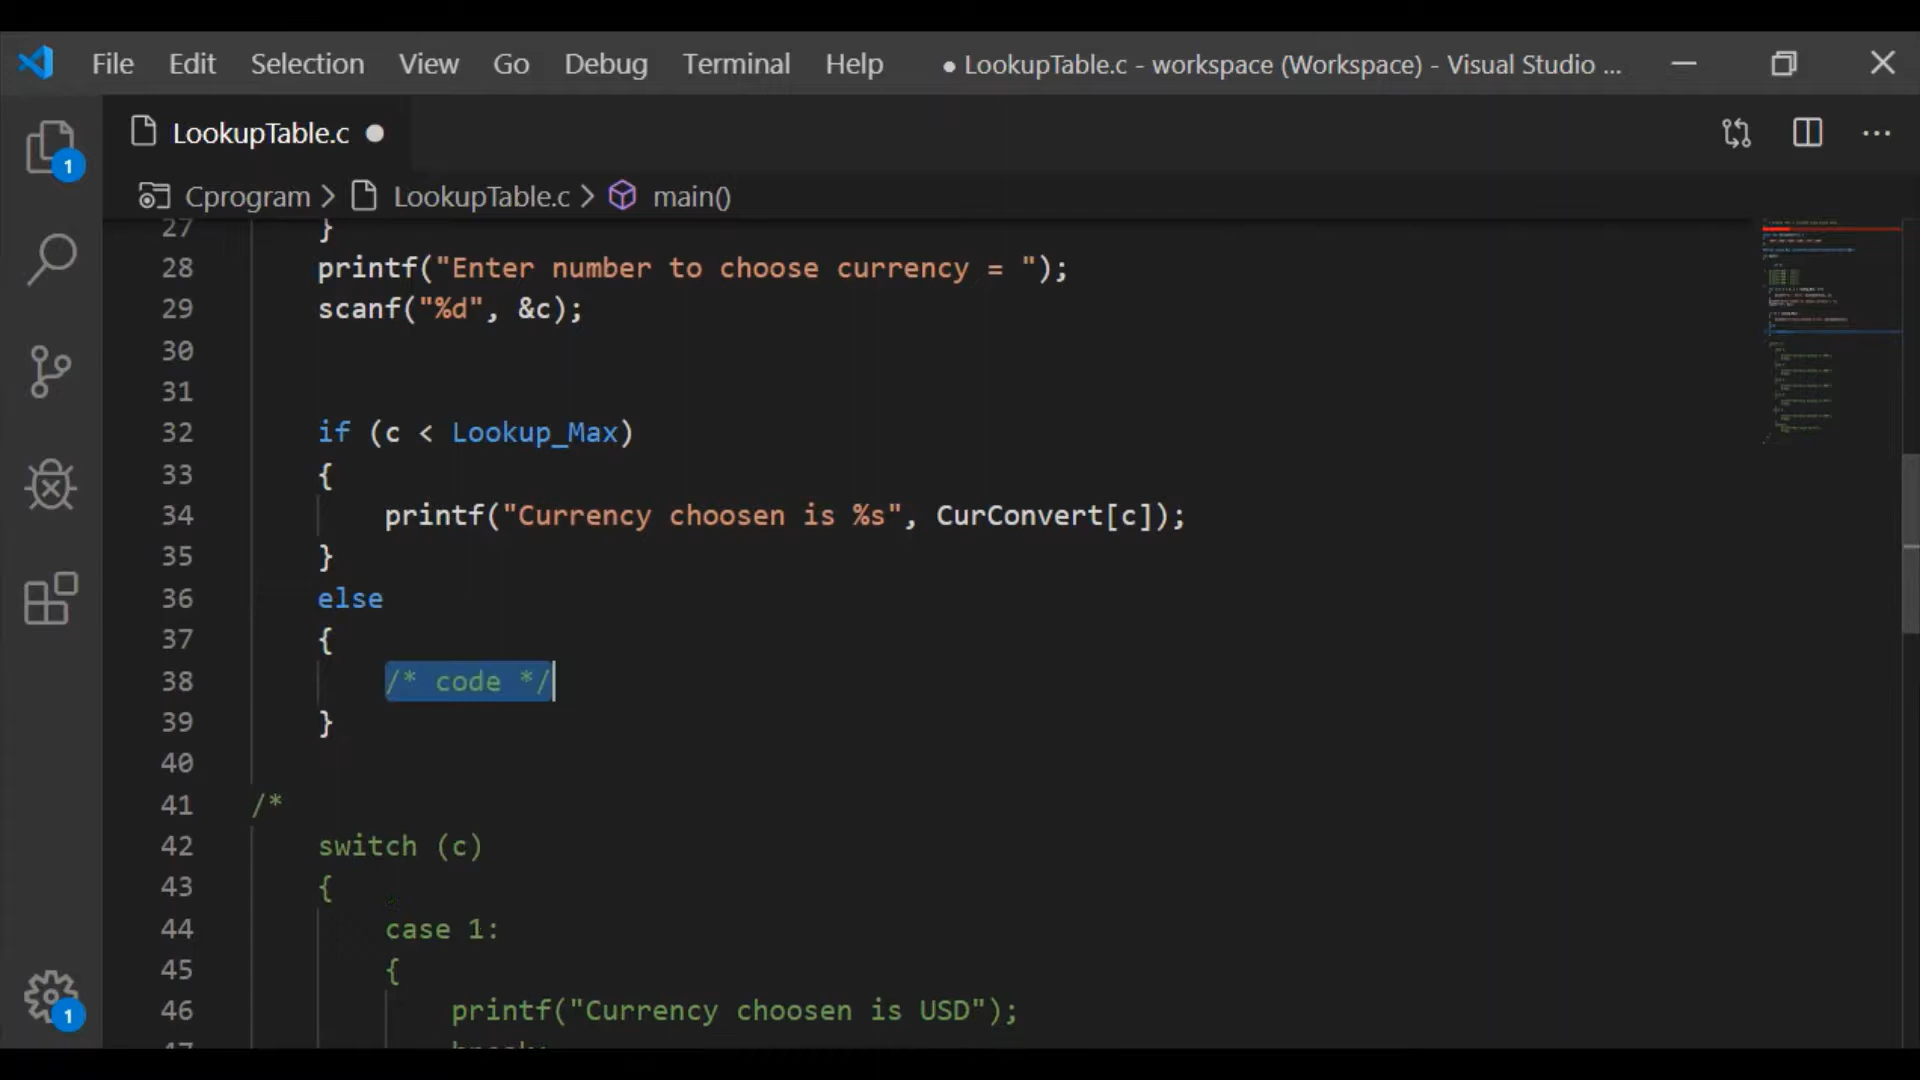 File Edit Selection View Go Debug Terminal Help ● LookupTable.c - workspace (Workspace) - Visual Studio ...
1
LookupTable.c ●
Cprogram > LookupTable.c > main()
27 }
28 printf("Enter number to choose currency = ");
29 scanf("%d", &c);
30
31
32 if (c < Lookup_Max)
33 {
34 printf("Currency choosen is %s", CurConvert[c]);
35 }
36 else
37 {
38 /* code */
39 }
40
41 /*
42 switch (c)
43 {
44 case 1:
45 {
46 printf("Currency choosen is USD");
1